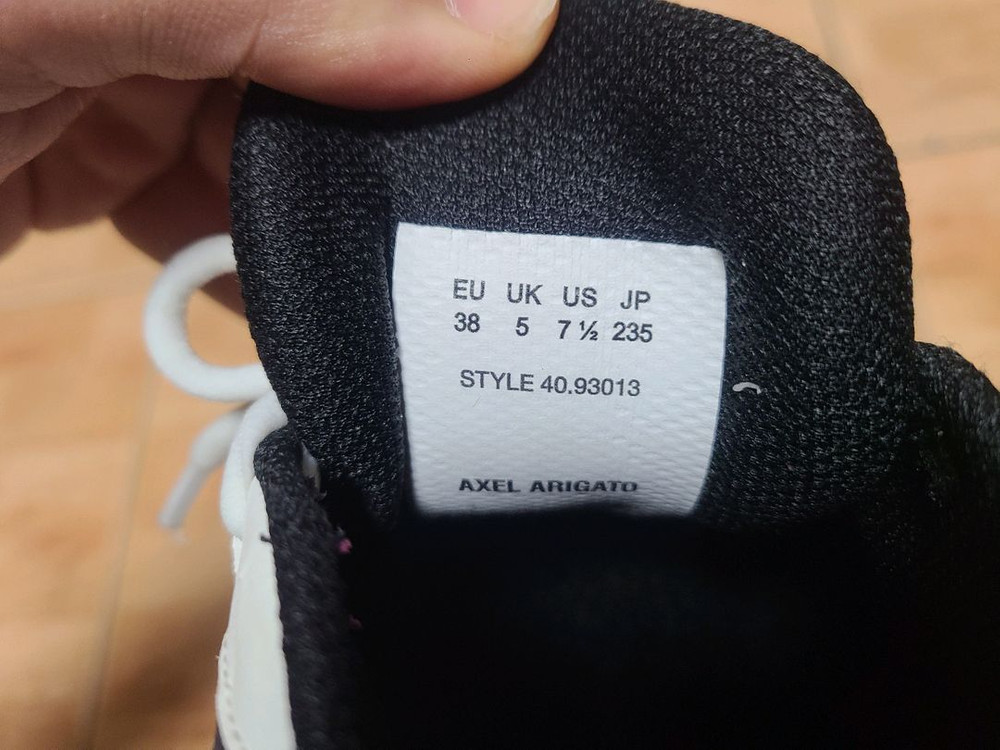 EU UK US JP
38 5 7 ½ 235
STYLE 40.93013
AXEL ARIGATO